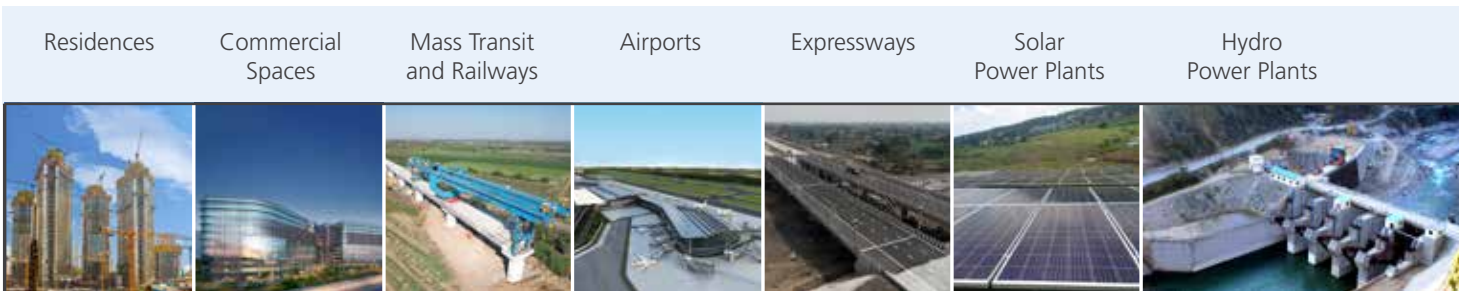 Residences
Commercial
Spaces
Mass Transit
and Railways
Airports
Expressways
Solar
Power Plants
Hydro
Power Plants